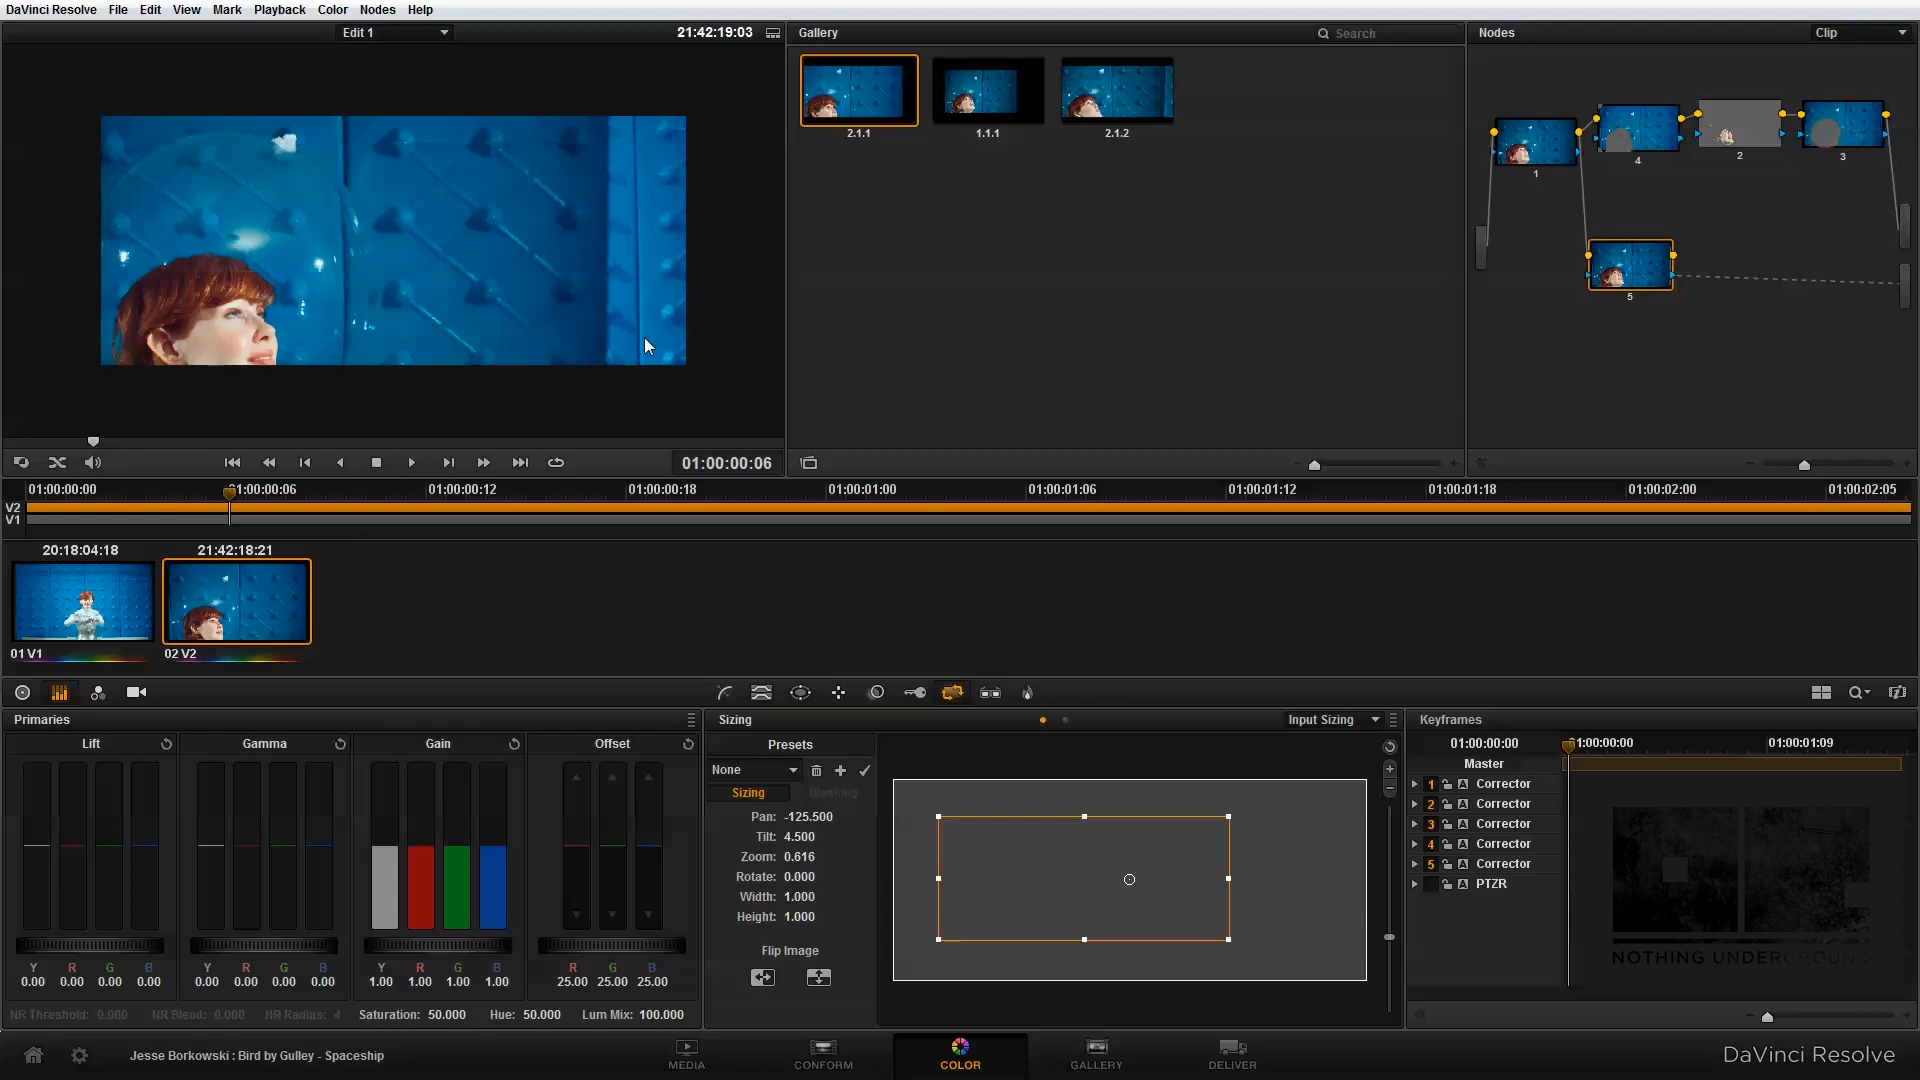 DaVinci Resolve File Edit View Mark Playback Color Nodes Help
Edit 1 21:42:19:03 Gallery Search Nodes Clip
2.1.1 1.1.1 2.1.2
1 4 2 3
5
01:00:00:06
01:00:00:00 01:00:00:06 01:00:00:12 01:00:00:18 01:00:01:00 01:00:01:06 01:00:01:12 01:00:01:18 01:00:02:00 01:00:02:05
V2
V1
20:18:04:18 21:42:18:21
01 V1 02 V2
Primaries Sizing Input Sizing Keyframes
Lift Gamma Gain Offset Presets 01:00:00:00 01:00:00:00 01:00:01:09
Master
None
1 A Corrector
Sizing Blanking
2 A Corrector
Pan: -125.500
3 A Corrector
Tilt: 4.500
4 A Corrector
Zoom: 0.616
5 A Corrector
Rotate: 0.000
A PTZR
Width: 1.000
Height: 1.000
Flip Image
NOTHING UNDERGROUND
Y R G B Y R G B Y R G B R G B
0.00 0.00 0.00 0.00 0.00 0.00 0.00 0.00 1.00 1.00 1.00 1.00 25.00 25.00 25.00
NR Threshold: 0.000 NR Blend: 0.000 NR Radius: 4 Saturation: 50.000 Hue: 50.000 Lum Mix: 100.000
Jesse Borkowski : Bird by Gulley - Spaceship MEDIA CONFORM COLOR GALLERY DELIVER DaVinci Resolve